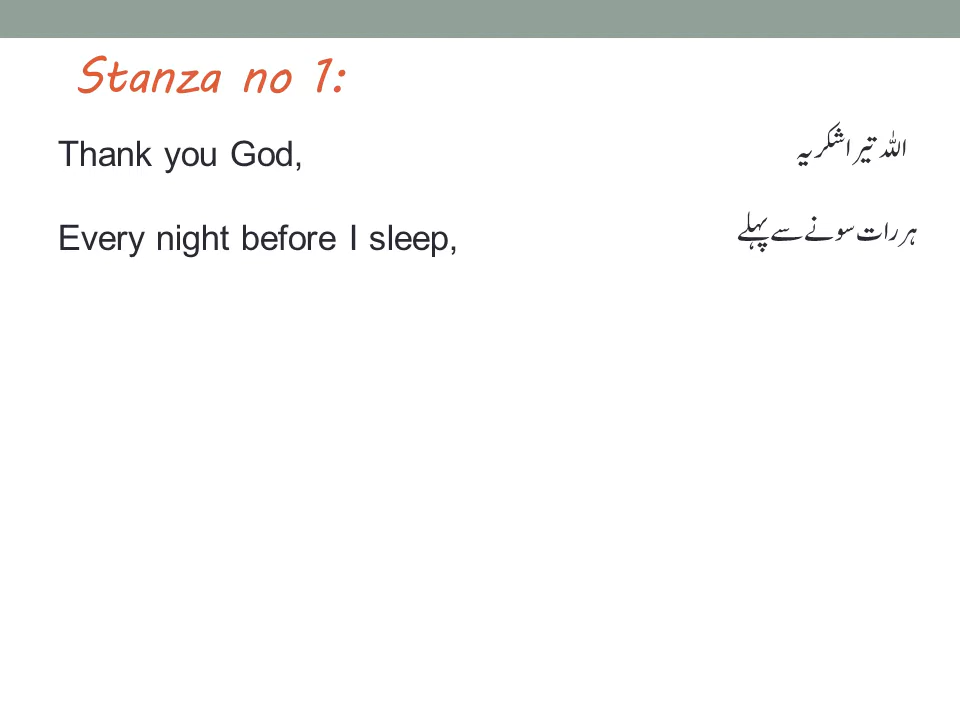 Stanza no 1:
Thank you God,
اللہ تیرا شکریہ
Every night before I sleep,
ہر رات سونے سے پہلے